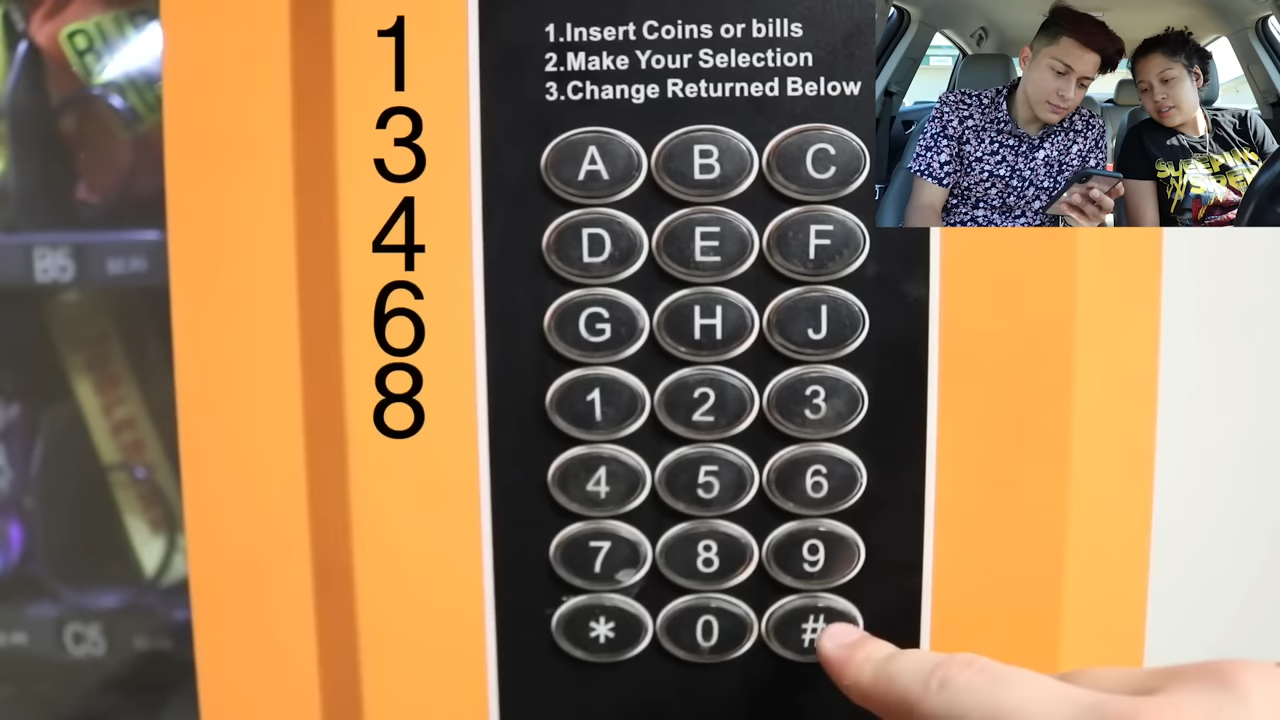 1
3
4
6
8
1.Insert Coins or bills
2.Make Your Selection
3.Change Returned Below
A B C
D E F
G H J
1 2 3
4 5 6
7 8 9
* 0 #
B5
C5